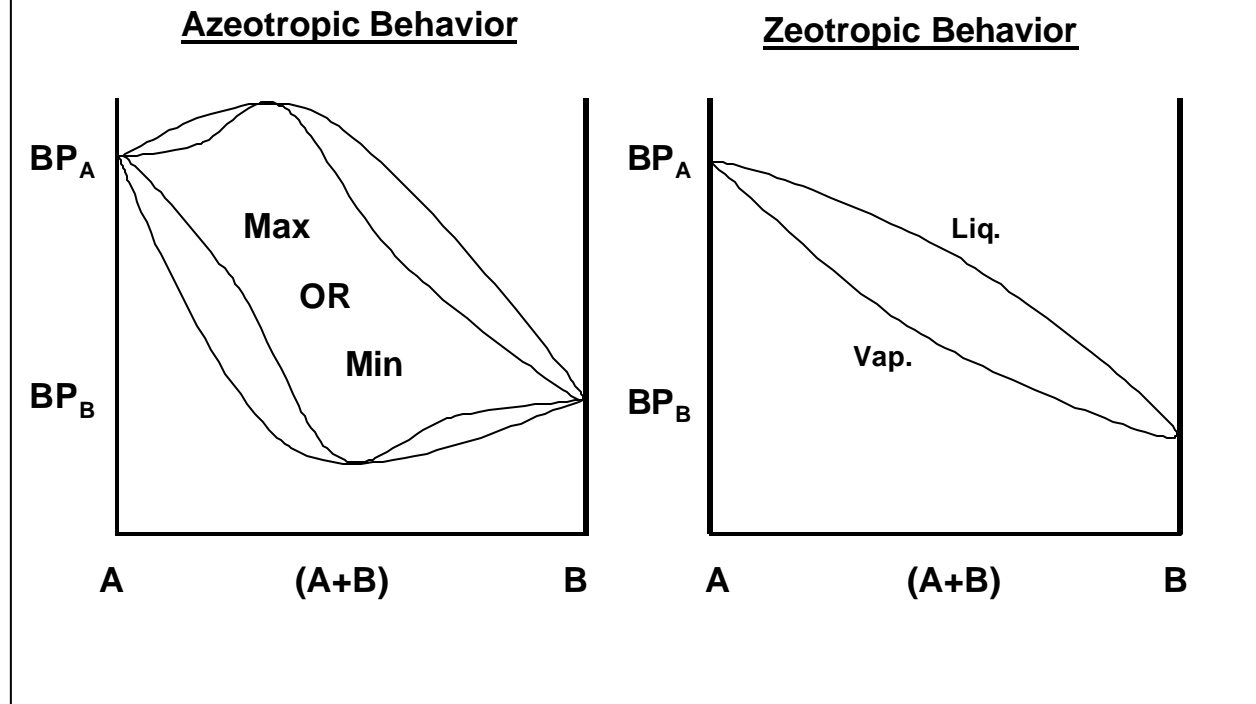 Azeotropic Behavior
BPA
Max
OR
Min
BPB
A (A+B) B
Zeotropic Behavior
BPA
Liq.
Vap.
BPB
A (A+B) B